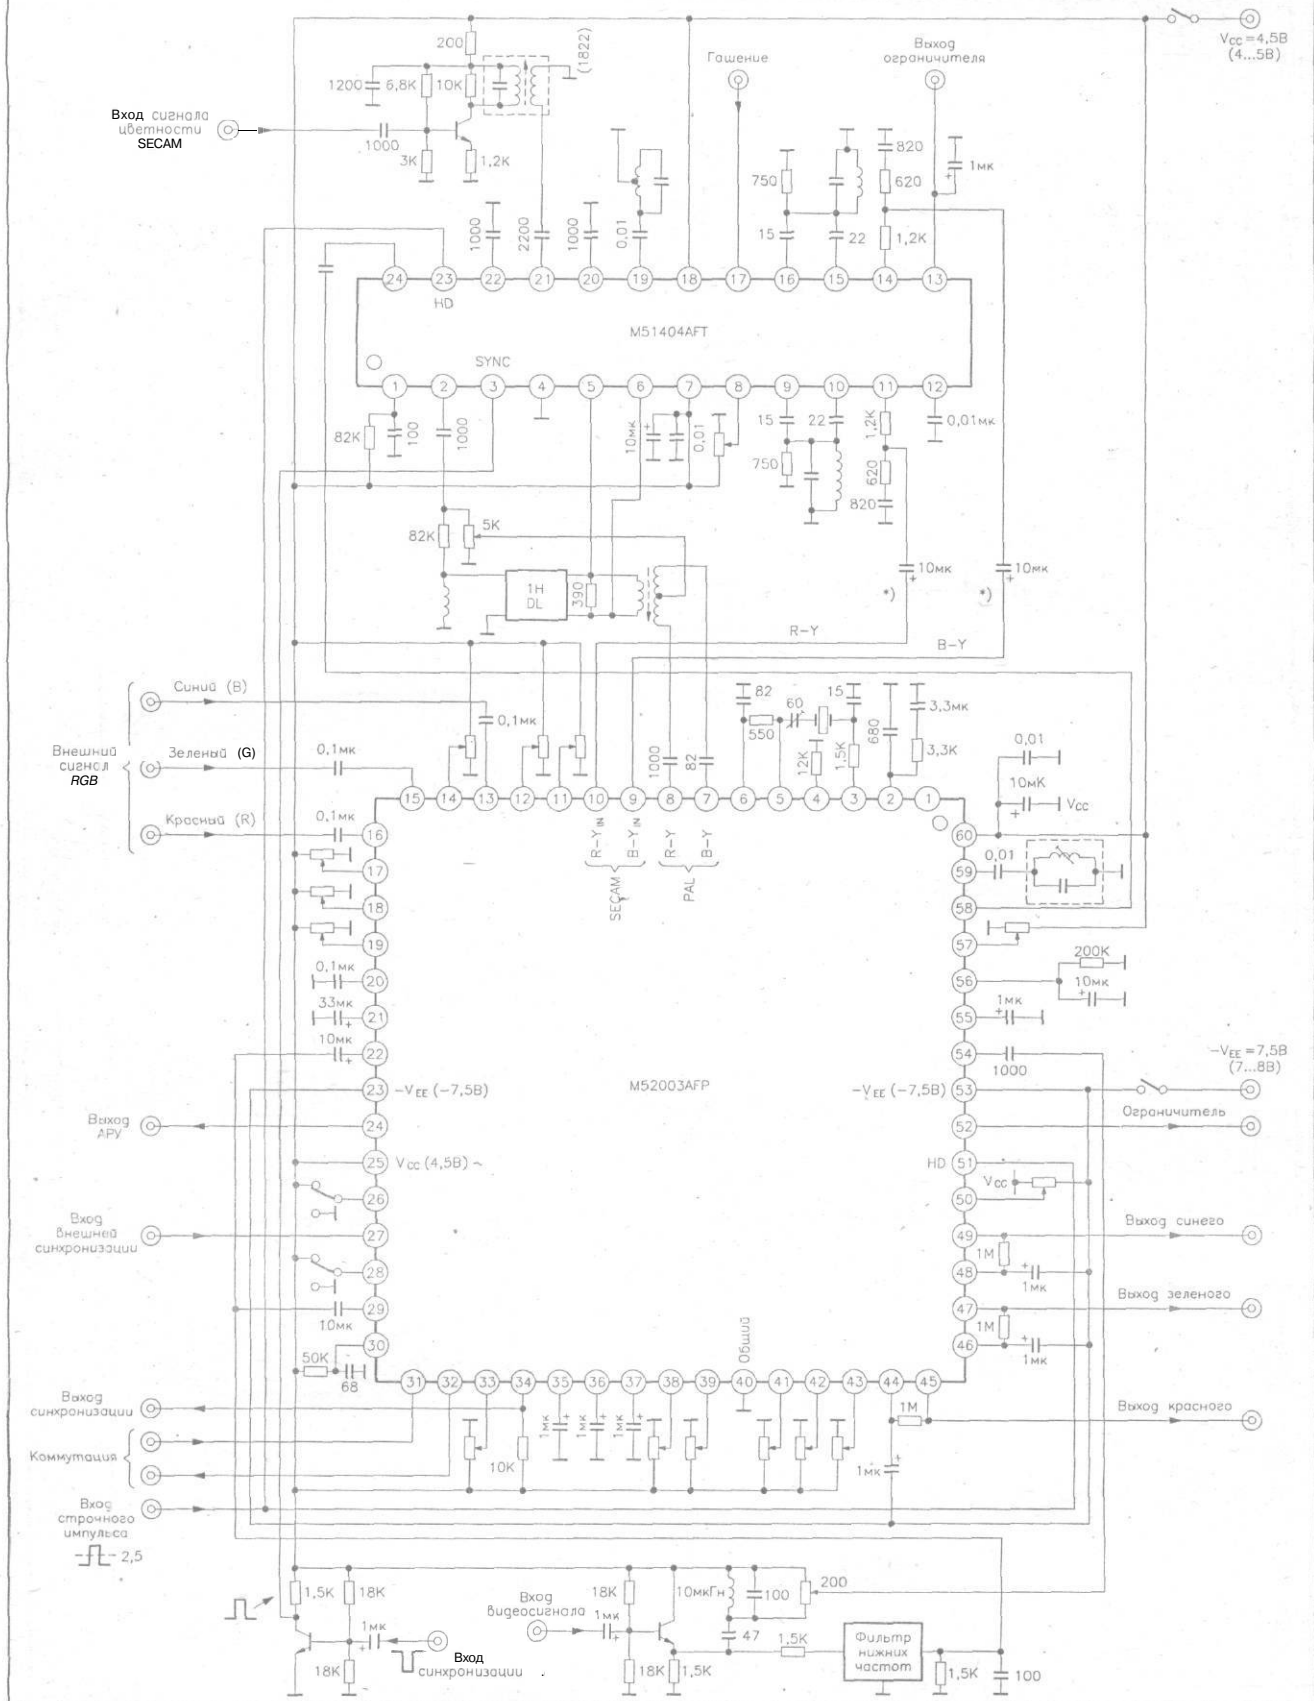 200
(1822)
Гашение
Выход
ограничителя
Vcc=4,5В
(4...5В)
1200
6,8К
10К
Вход сигнала
цветности
SECAM
1000
3К
1,2К
820
1мк
750
620
1000
2200
1000
0,01
15
22
1,2К
24
23
22
21
20
19
18
17
16
15
14
13
HD
M51404AFT
SYNC
1
2
3
4
5
6
7
8
9
10
11
12
82К
100
1000
10мк
0,01
15
22
1,2К
0,01мк
750
620
820
82К
5К
1H
DL
390
10мк
*)
10мк
*)
R-Y
B-Y
Внешний
сигнал
RGB
Синий (B)
0,1мк
Зеленый (G)
0,1мк
Красный (R)
0,1мк
1000
82
82
550
60
15
12К
1,5К
680
3,3мк
3,3К
0,01
10мК
Vcc
15
14
13
12
11
10
9
8
7
6
5
4
3
2
1
R-Y IN
B-Y IN
R-Y
B-Y
SECAM
PAL
16
17
18
19
0,1мк
20
33мк
21
10мк
22
23
-VEE (-7,5В)
Выход
АРУ
24
25
Vcc (4,5В) ~
26
Вход
внешней
синхронизации
27
28
29
10мк
30
50К
68
M52003AFP
60
59
0,01
58
57
56
200К
10мк
55
1мк
54
1000
-VEE (-7,5В)
53
-VEE=7,5В
(7...8В)
52
Ограничитель
HD
51
Vcc
50
49
Выход синего
1М
48
1мк
47
Выход зеленого
1М
46
1мк
Общий
31
32
33
34
35
36
37
38
39
40
41
42
43
44
45
Выход
синхронизации
Коммутация
10К
1мк
1мк
1мк
1М
1мк
Выход красного
Вход
строчного
импульса
2,5
1,5К
18К
1мк
18К
Вход
синхронизации
Вход
видеосигнала
1мк
18К
18К
1,5К
10мкГн
100
200
47
1,5К
Фильтр
нижних
частот
1,5К
100